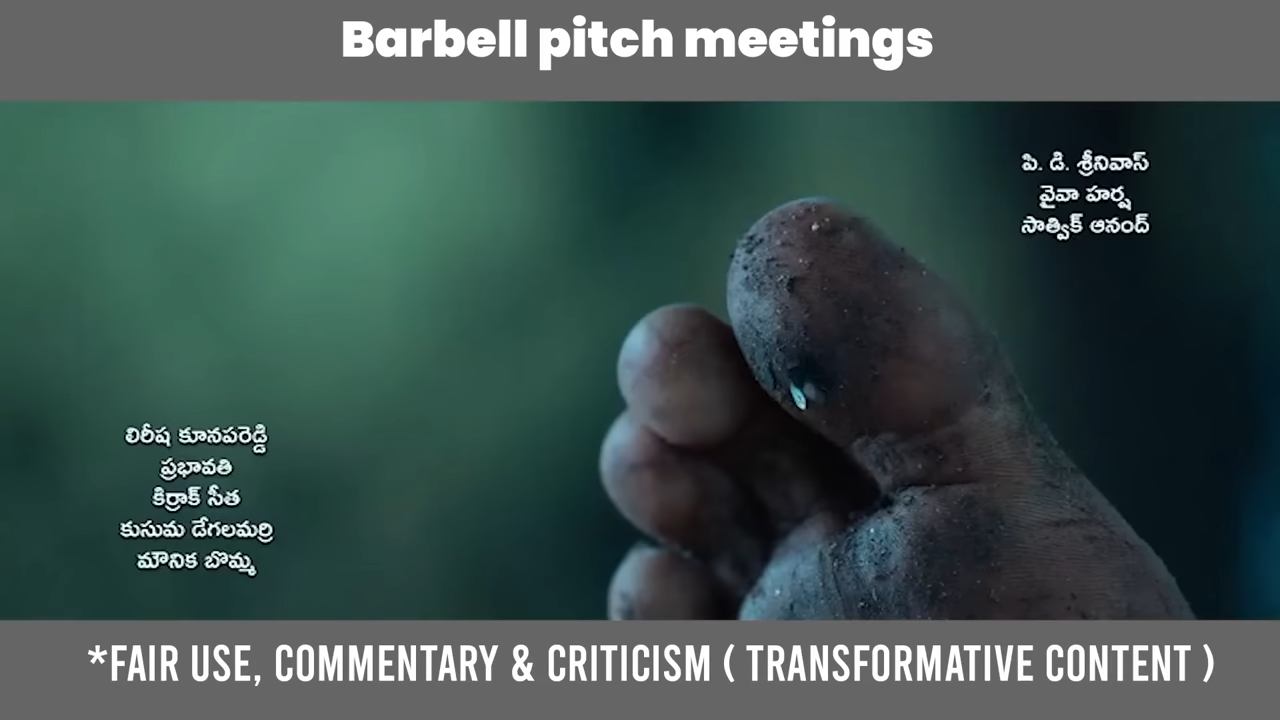 Barbell pitch meetings
పి. డి. శ్రీనివాస్
వైవా హర్ష
సాత్విక్ ఆనంద్
లిరీష కూనపరెడ్డి
ప్రభావతి
కిర్రాక్ సీత
కుసుమ డేగలమర్రి
మౌనిక బొమ్మ
*FAIR USE, COMMENTARY & CRITICISM ( TRANSFORMATIVE CONTENT )